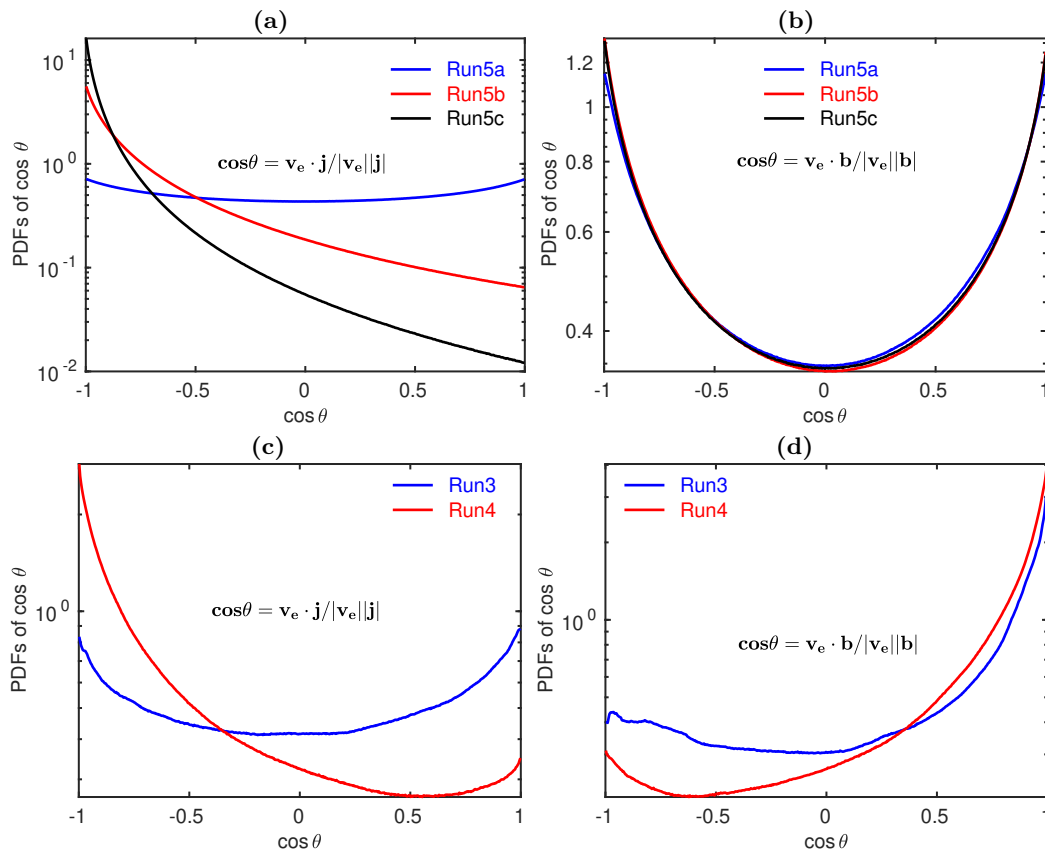 (a)
PDFs of cos θ
10^1
10^0
10^-1
10^-2
Run5a
Run5b
Run5c
cosθ = v_e · j/|v_e||j|
-1 -0.5 0 0.5 1
cos θ
(b)
PDFs of cos θ
1.2
1
0.8
0.6
0.4
Run5a
Run5b
Run5c
cosθ = v_e · b/|v_e||b|
-1 -0.5 0 0.5 1
cos θ
(c)
PDFs of cos θ
10^0
Run3
Run4
cosθ = v_e · j/|v_e||j|
-1 -0.5 0 0.5 1
cos θ
(d)
PDFs of cos θ
10^0
Run3
Run4
cosθ = v_e · b/|v_e||b|
-1 -0.5 0 0.5 1
cos θ